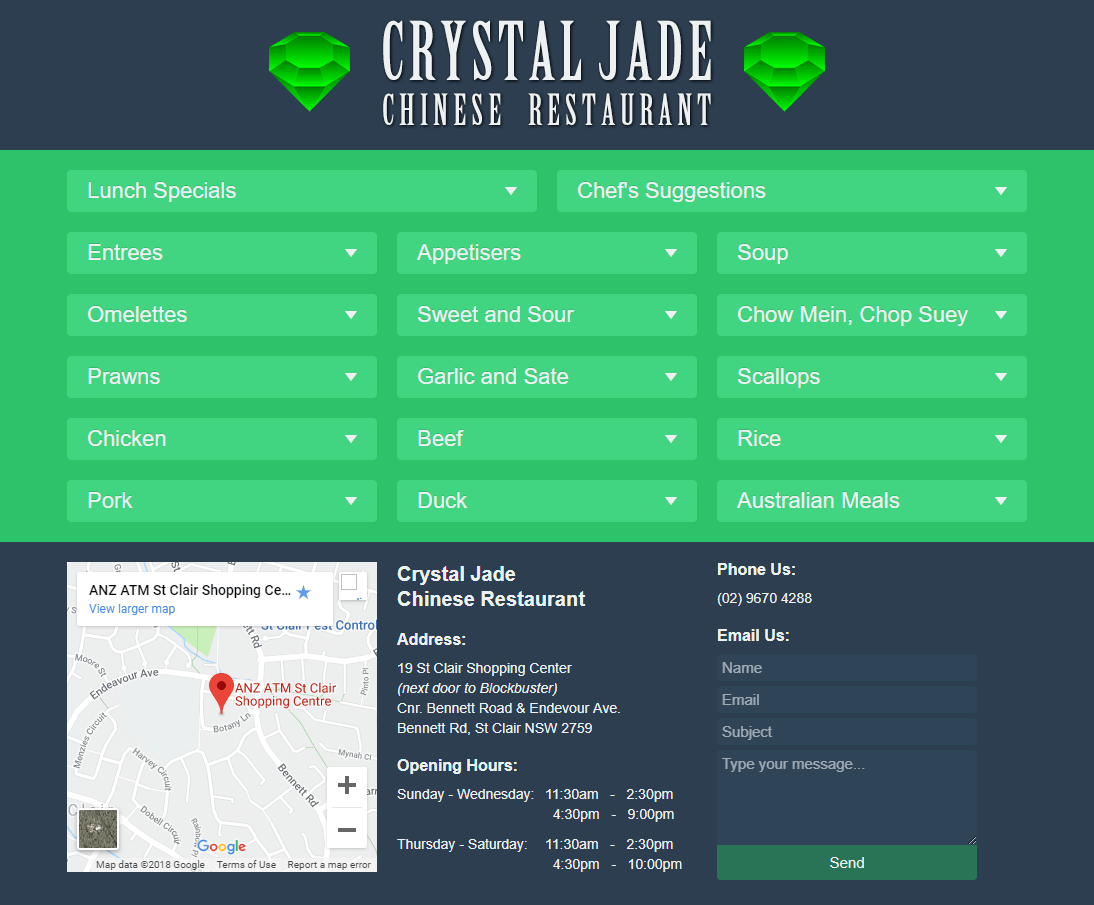 CRYSTAL JADE
CHINESE RESTAURANT
Lunch Specials
Chef's Suggestions
Entrees
Appetisers
Soup
Omelettes
Sweet and Sour
Chow Mein, Chop Suey
Prawns
Garlic and Sate
Scallops
Chicken
Beef
Rice
Pork
Duck
Australian Meals
ANZ ATM St Clair Shopping Ce...
View larger map
St Clair Pest Control
Moore St
Endeavour Ave
Pinto Pl
ANZ ATM St Clair
Shopping Centre
Botany Ln
Menzies Circuit
Harvey Circuit
Mynah Cl
Bennett Rd
Dobell Circuit
Google
Map data ©2018 Google
Terms of Use
Report a map error
Crystal Jade
Chinese Restaurant
Address:
19 St Clair Shopping Center
(next door to Blockbuster)
Cnr. Bennett Road & Endevour Ave.
Bennett Rd, St Clair NSW 2759
Opening Hours:
Sunday - Wednesday: 11:30am - 2:30pm
4:30pm - 9:00pm
Thursday - Saturday: 11:30am - 2:30pm
4:30pm - 10:00pm
Phone Us:
(02) 9670 4288
Email Us:
Name
Email
Subject
Type your message...
Send